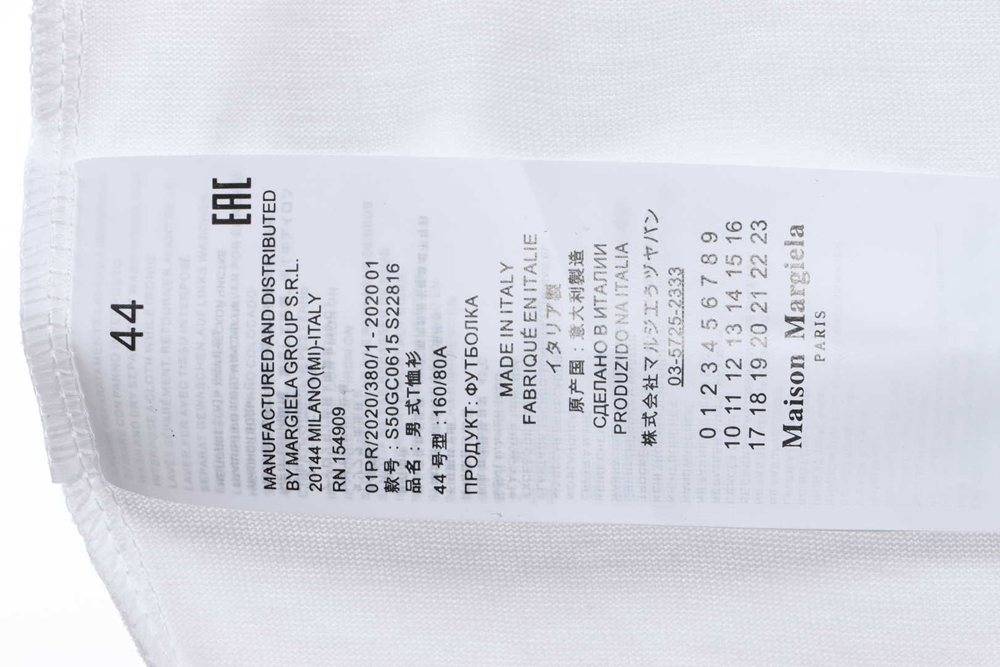 44
EAC
MANUFACTURED AND DISTRIBUTED
BY MARGIELA GROUP S.R.L.
20144 MILANO(MI)-ITALY
RN 154909
01PR/2020/380/1 - 2020 01
款号 : S50GC0615 S22816
品名 : 男 式T恤衫
44 号型 : 160/80A
ПРОДУКТ: ФУТБОЛКА
MADE IN ITALY
FABRIQUÉ EN ITALIE
イタリア製
原产国 : 意大利製造
СДЕЛАНО В ИТАЛИИ
PRODUZIDO NA ITALIA
株式会社マルジエラジャパン
03-5725-2333
0 1 2 3 4 5 6 7 8 9
10 11 12 13 14 15 16
17 18 19 20 21 22 23
Maison Margiela
PARIS